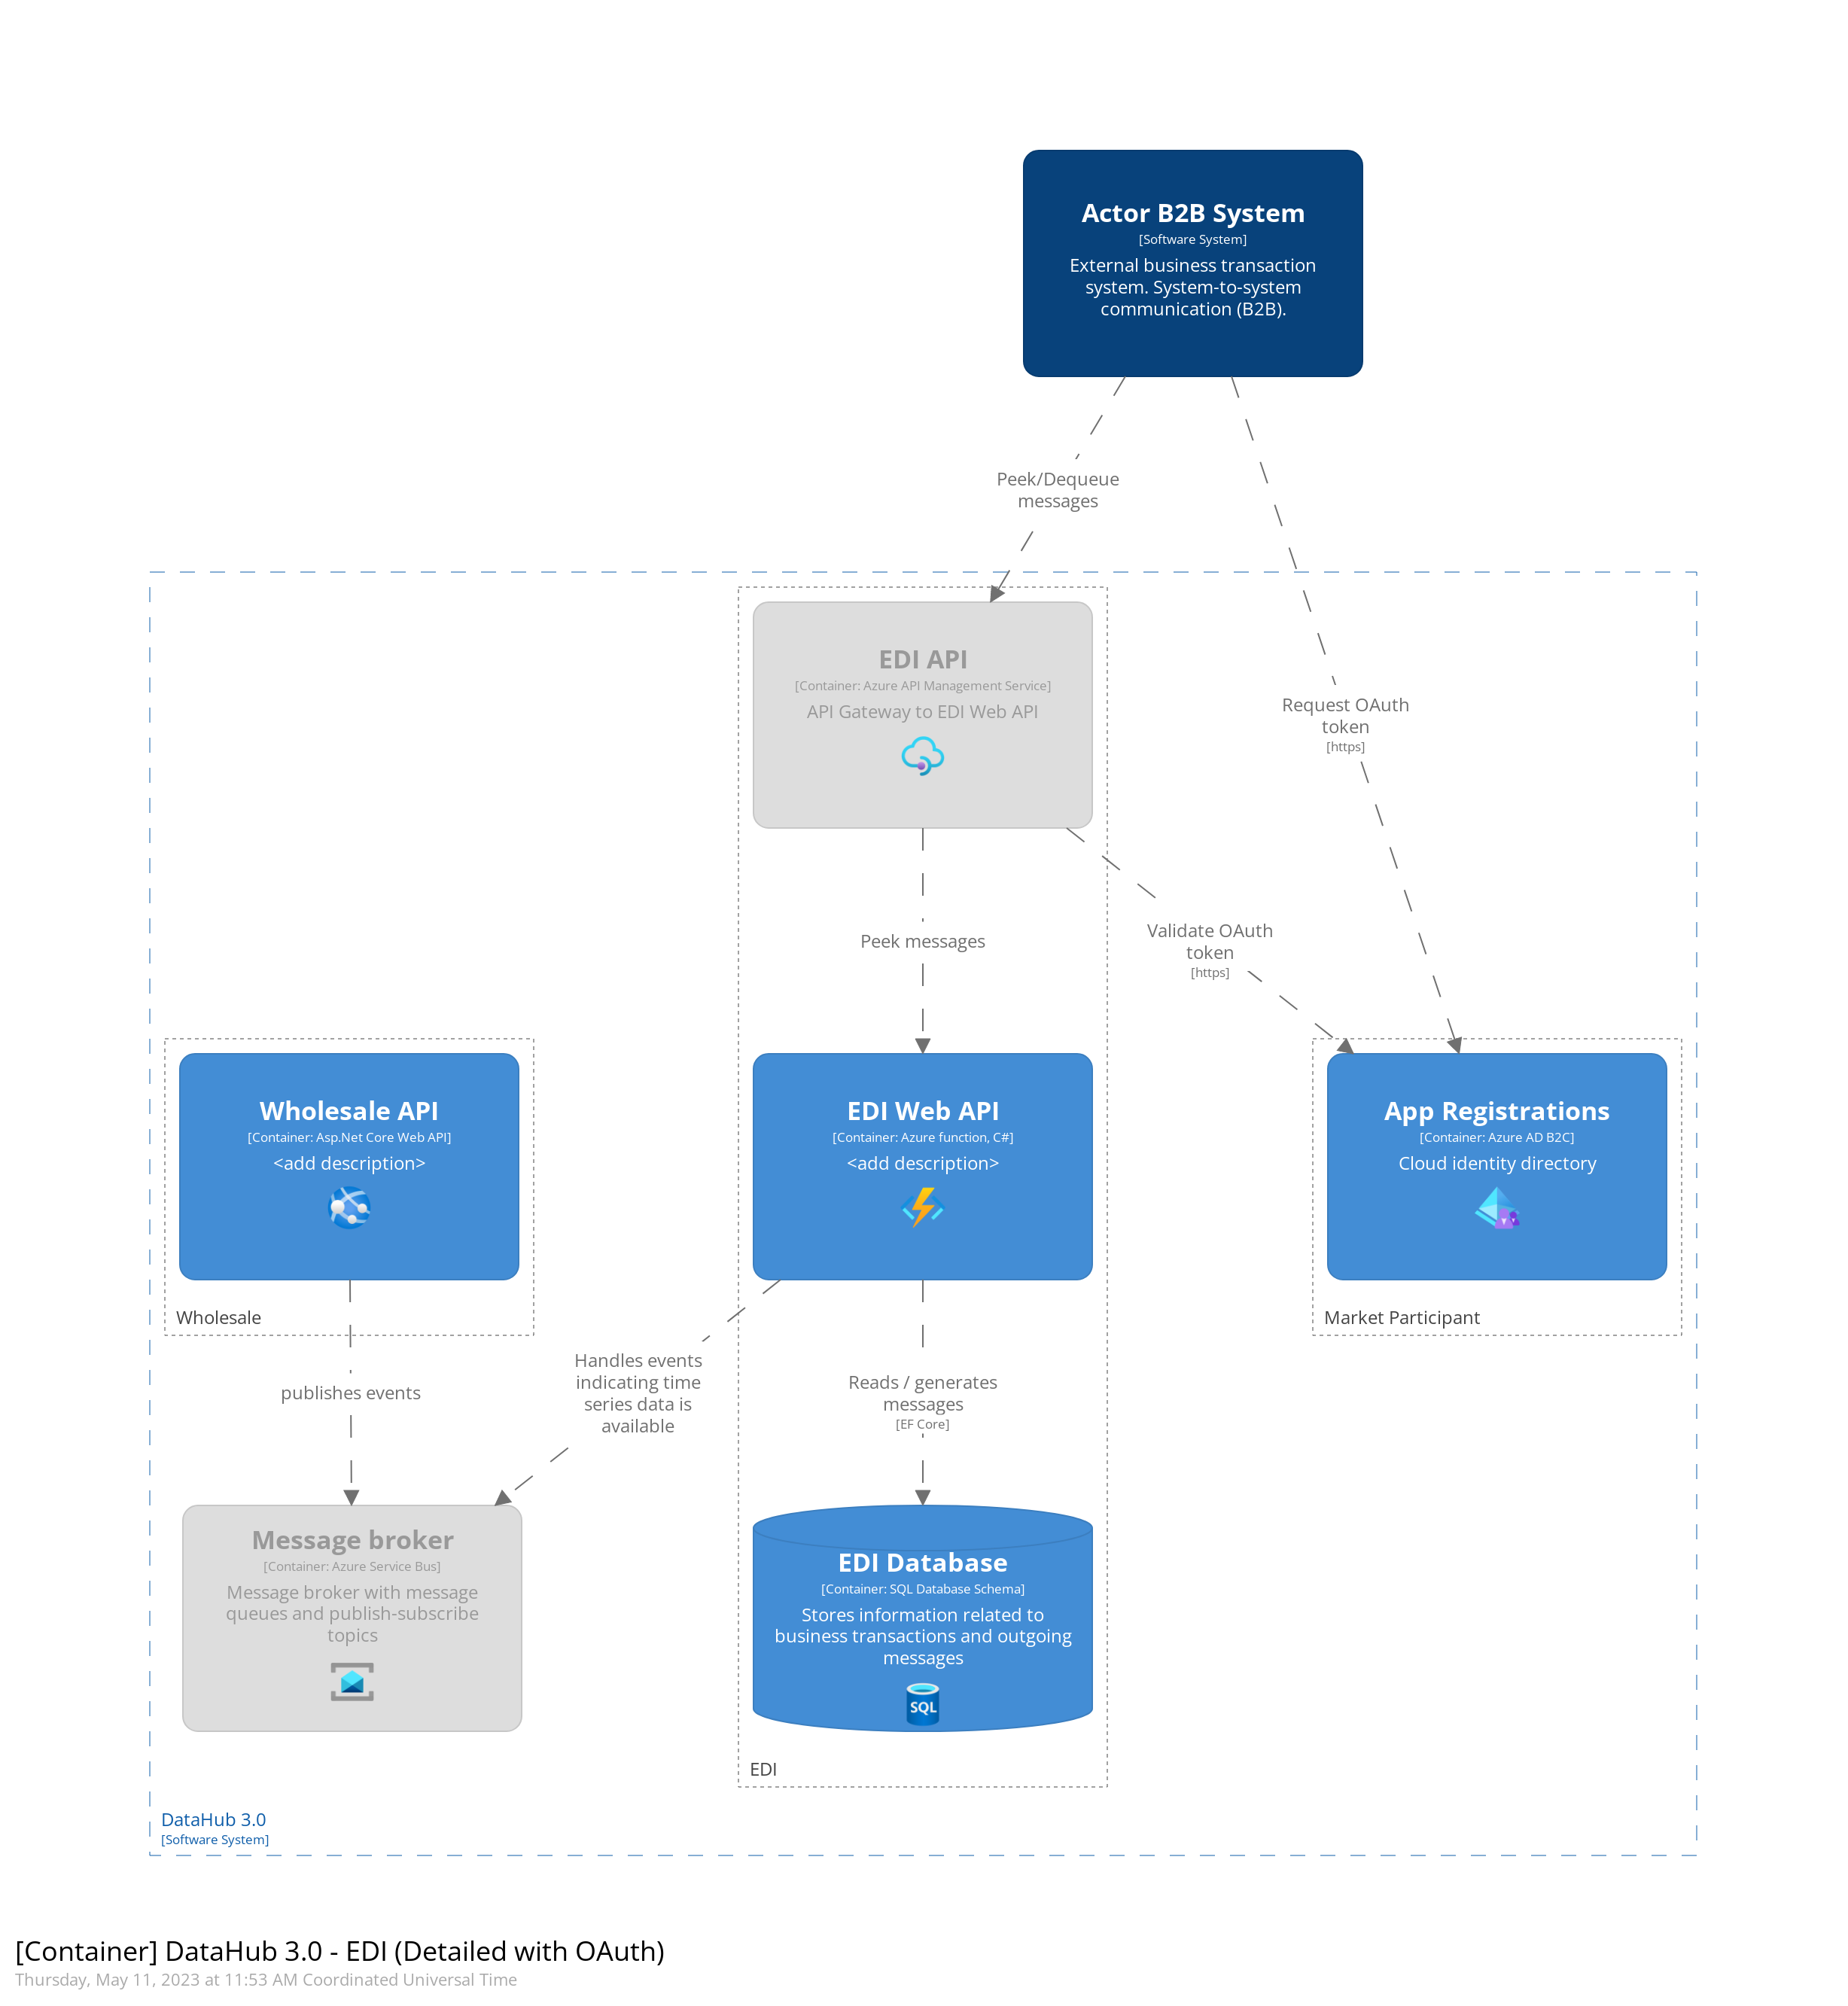 Actor B2B System
[Software System]
External business transaction
system. System-to-system
communication (B2B).
Peek/Dequeue
messages
EDI API
[Container: Azure API Management Service]
API Gateway to EDI Web API
Request OAuth
token
[https]
Peek messages
Validate OAuth
token
[https]
Wholesale API
[Container: Asp.Net Core Web API]
<add description>
Wholesale
EDI Web API
[Container: Azure function, C#]
<add description>
App Registrations
[Container: Azure AD B2C]
Cloud identity directory
Market Participant
publishes events
Handles events
indicating time
series data is
available
Reads / generates
messages
[EF Core]
Message broker
[Container: Azure Service Bus]
Message broker with message
queues and publish-subscribe
topics
EDI Database
[Container: SQL Database Schema]
Stores information related to
business transactions and outgoing
messages
SQL
EDI
DataHub 3.0
[Software System]
[Container] DataHub 3.0 - EDI (Detailed with OAuth)
Thursday, May 11, 2023 at 11:53 AM Coordinated Universal Time